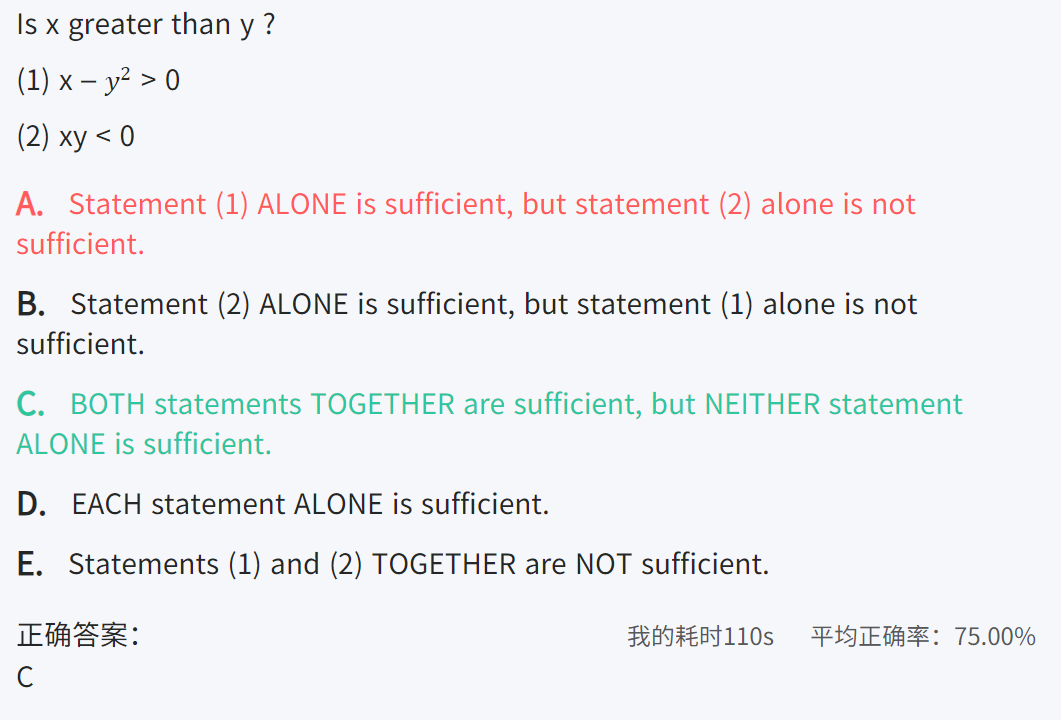 Is x greater than y ?
(1) x – y² > 0
(2) xy < 0
A. Statement (1) ALONE is sufficient, but statement (2) alone is not
sufficient.
B. Statement (2) ALONE is sufficient, but statement (1) alone is not
sufficient.
C. BOTH statements TOGETHER are sufficient, but NEITHER statement
ALONE is sufficient.
D. EACH statement ALONE is sufficient.
E. Statements (1) and (2) TOGETHER are NOT sufficient.
正确答案： 我的耗时110s 平均正确率：75.00%
C